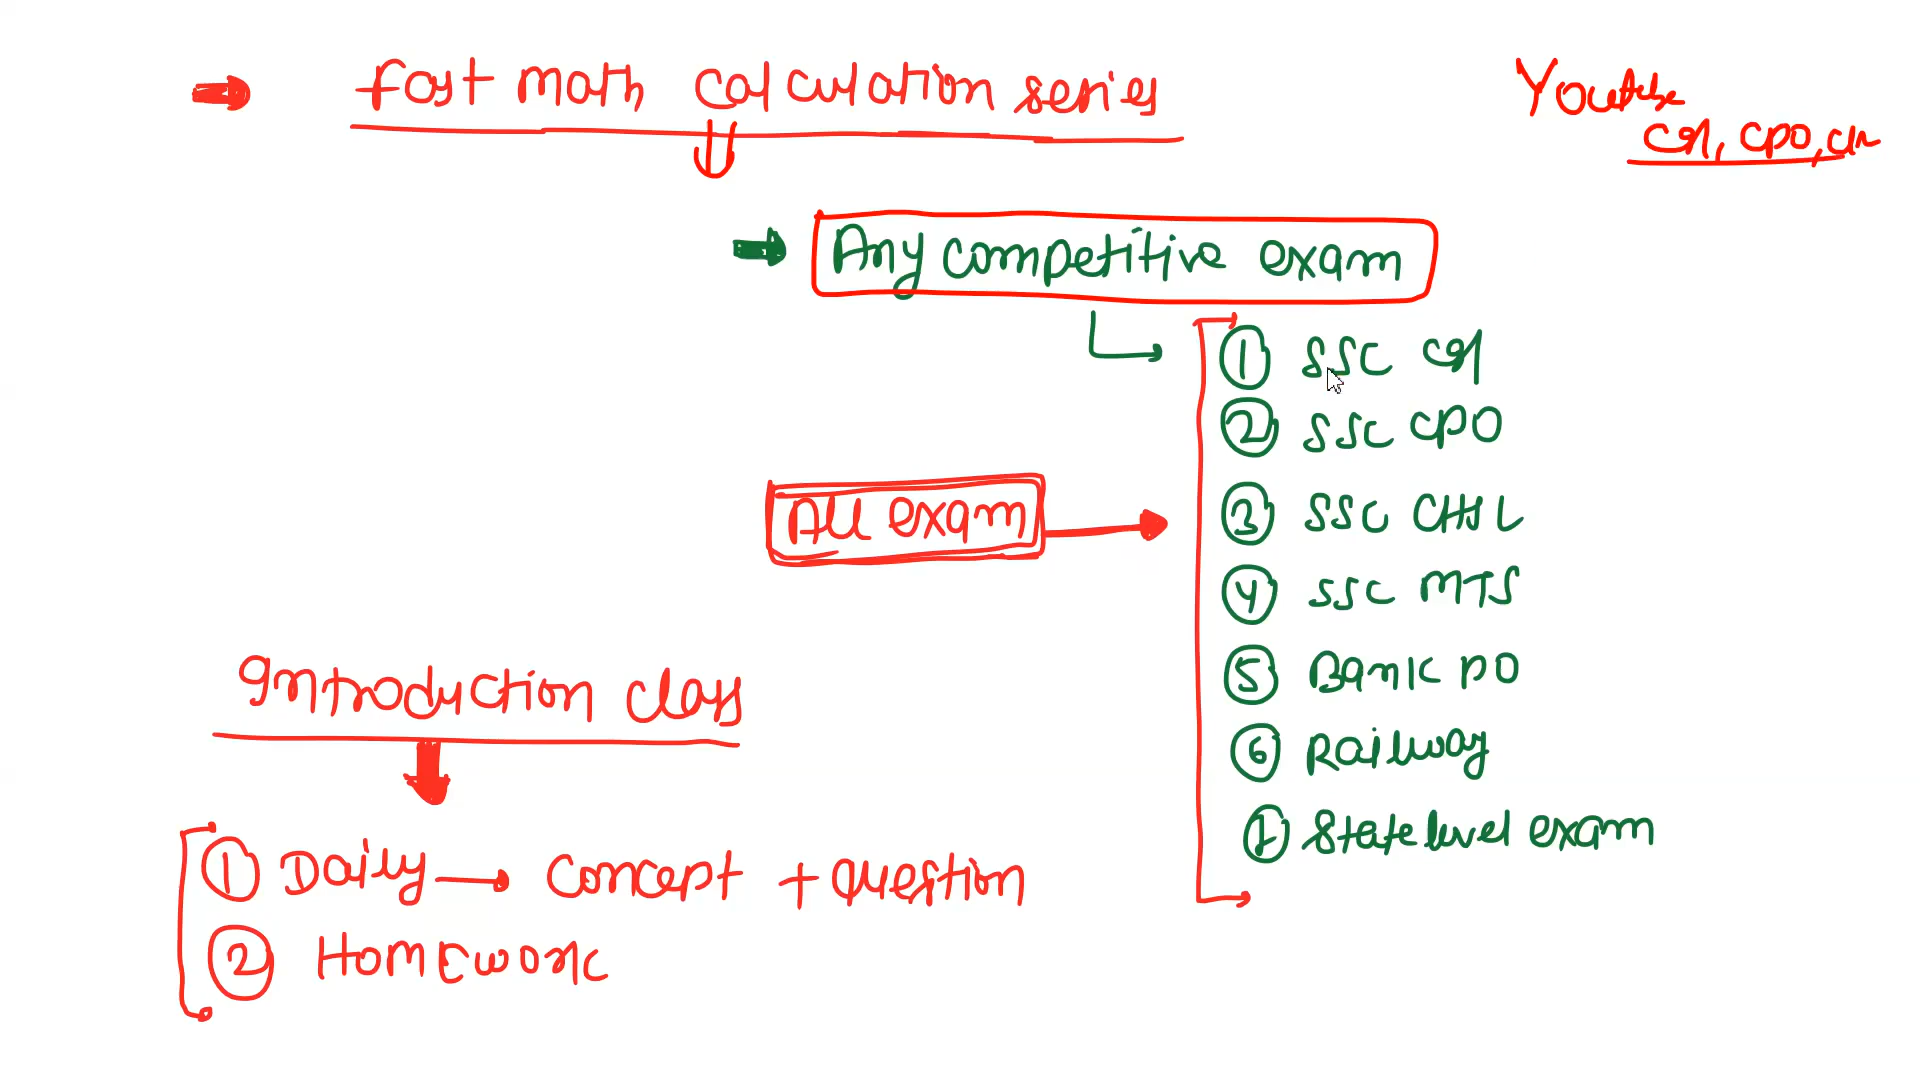 fast math calculation series
Youtube
CGL, CPO, CH
Any competitive exam
1 SSC CGL
2 SSC CPO
3 SSC CHSL
All exam
4 SSC MTS
5 Bank PO
Introduction class
6 Railway
7 State level exam
1 Daily → concept + question
2 Homework